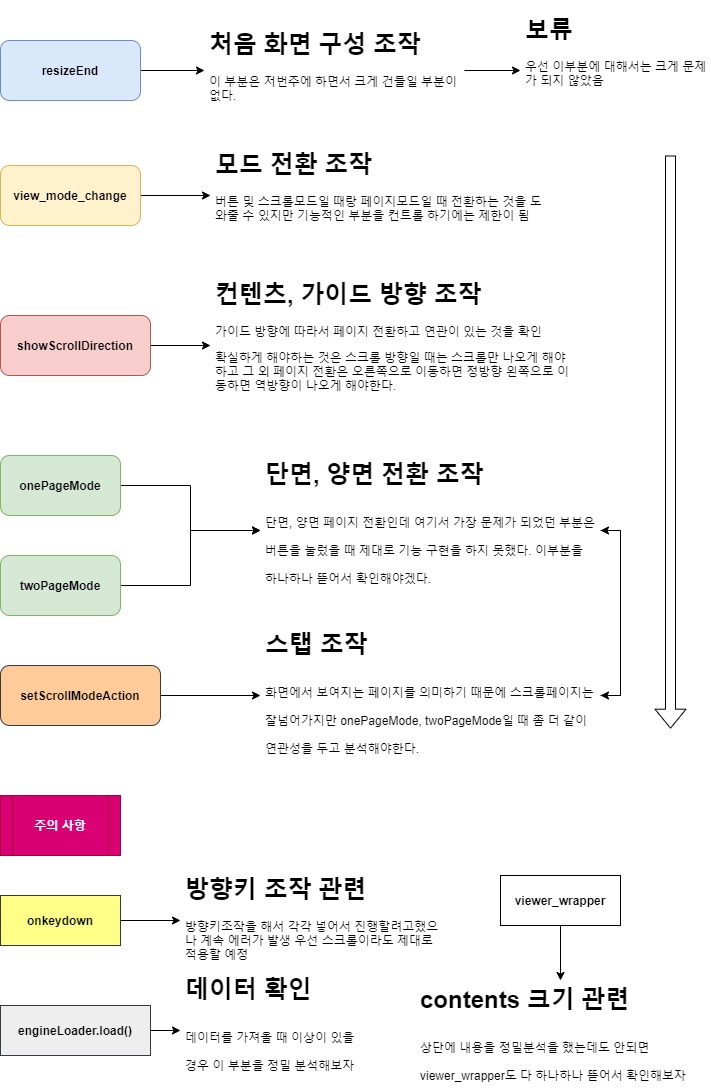 resizeEnd
처음 화면 구성 조작
이 부분은 저번주에 하면서 크게 건들일 부분이
없다.
보류
우선 이부분에 대해서는 크게 문제
가 되지 않았음
view_mode_change
모드 전환 조작
버튼 및 스크롤모드일 때랑 페이지모드일 때 전환하는 것을 도
와줄 수 있지만 기능적인 부분을 컨트롤 하기에는 제한이 됨
showScrollDirection
컨텐츠, 가이드 방향 조작
가이드 방향에 따라서 페이지 전환하고 연관이 있는 것을 확인
확실하게 해야하는 것은 스크롤 방향일 때는 스크롤만 나오게 해야
하고 그 외 페이지 전환은 오른쪽으로 이동하면 정방향 왼쪽으로 이
동하면 역방향이 나오게 해야한다.
onePageMode
twoPageMode
단면, 양면 전환 조작
단면, 양면 페이지 전환인데 여기서 가장 문제가 되었던 부분은
버튼을 눌렀을 때 제대로 기능 구현을 하지 못했다. 이부분을
하나하나 뜯어서 확인해야겠다.
setScrollModeAction
스탭 조작
화면에서 보여지는 페이지를 의미하기 때문에 스크롤페이지는
잘넘어가지만 onePageMode, twoPageMode일 때 좀 더 같이
연관성을 두고 분석해야한다.
주의 사항
onkeydown
방향키 조작 관련
방향키조작을 해서 각각 넣어서 진행할려고했으
나 계속 에러가 발생 우선 스크롤이라도 제대로
적용할 예정
engineLoader.load()
데이터 확인
데이터를 가져올 때 이상이 있을
경우 이 부분을 정밀 분석해보자
viewer_wrapper
contents 크기 관련
상단에 내용을 정밀분석을 했는데도 안되면
viewer_wrapper도 다 하나하나 뜯어서 확인해보자